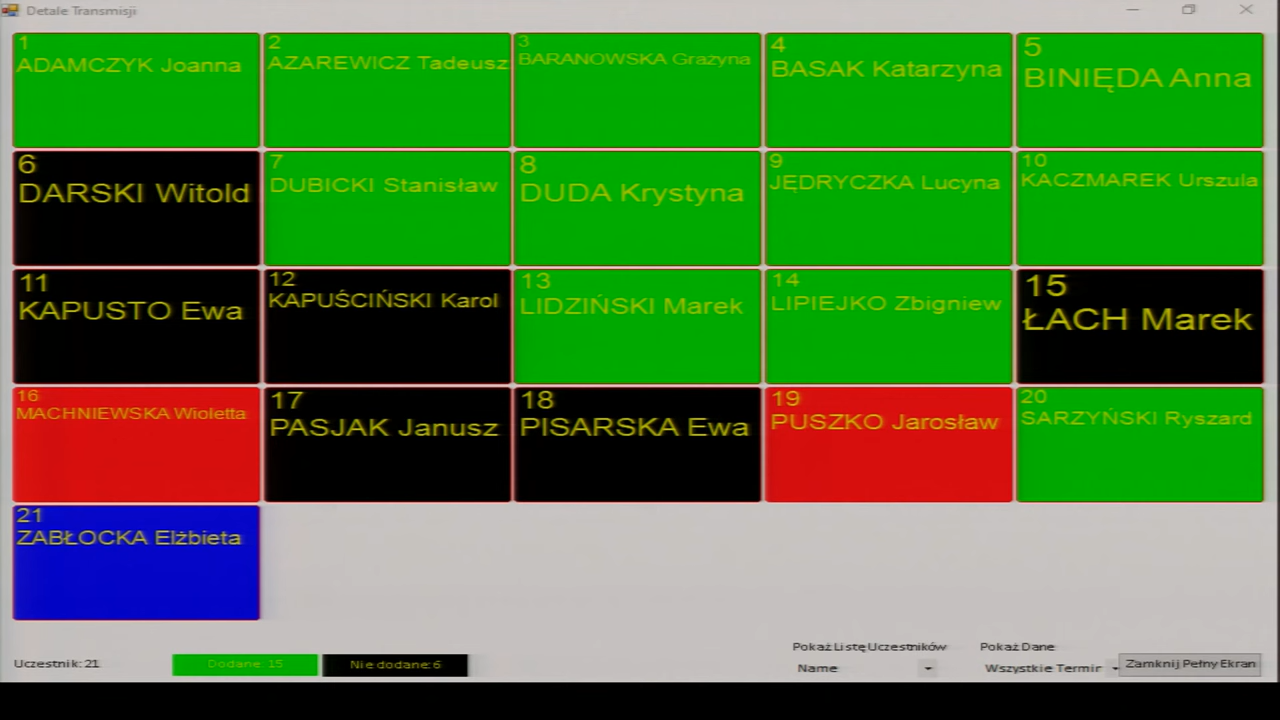 Detale Transmisji
1
ADAMCZYK Joanna
2
AZAREWICZ Tadeusz
3
BARANOWSKA Grażyna
4
BASAK Katarzyna
5
BINIĘDA Anna
6
DARSKI Witold
7
DUBICKI Stanisław
8
DUDA Krystyna
9
JĘDRYCZKA Lucyna
10
KACZMAREK Urszula
11
KAPUSTO Ewa
12
KAPUŚCIŃSKI Karol
13
LIDZIŃSKI Marek
14
LIPIEJKO Zbigniew
15
ŁACH Marek
16
MACHNIEWSKA Wioletta
17
PASJAK Janusz
18
PISARSKA Ewa
19
PUSZKO Jarosław
20
SARZYŃSKI Ryszard
21
ZABŁOCKA Elżbieta
Uczestnik: 21
Dodane: 15
Nie dodane: 6
Pokaż Listę Uczestników
Name
Pokaż Dane
Wszystkie Termir
Zamknij Pełny Ekran